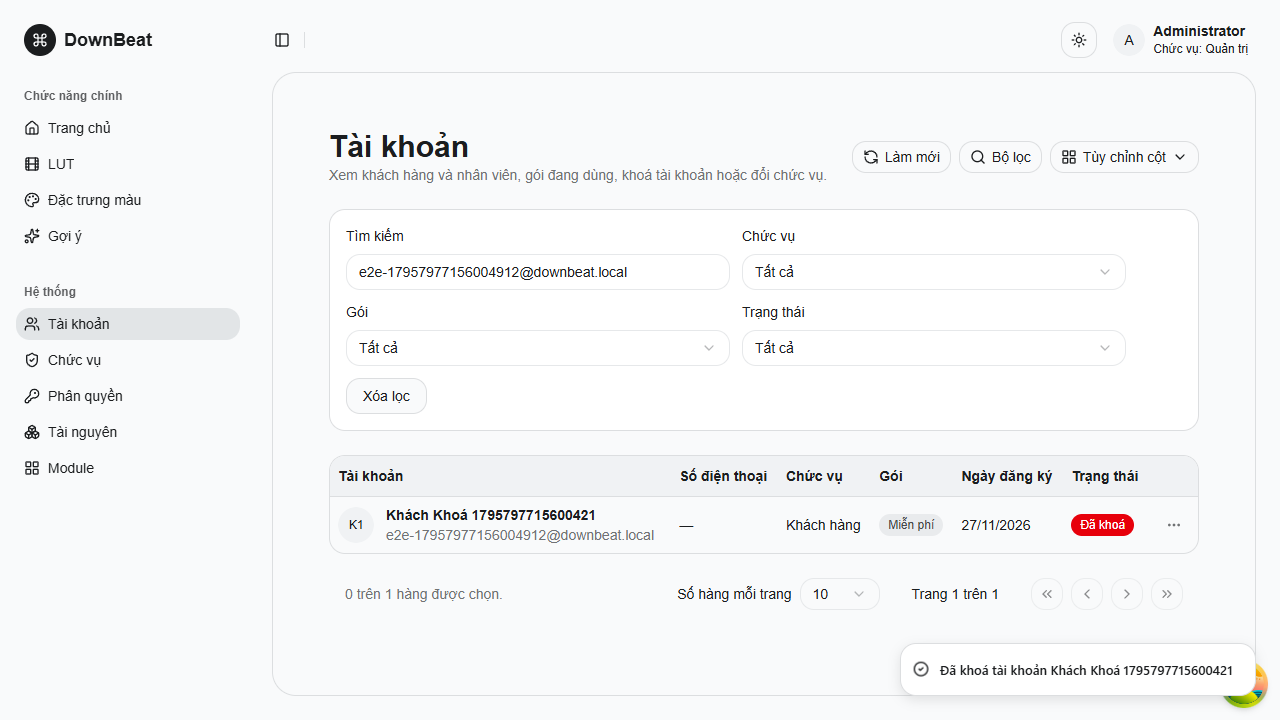 DownBeat
Administrator
A
Chức vụ: Quản trị
Chức năng chính
Trang chủ
LUT
Đặc trưng màu
Gợi ý
Hệ thống
Tài khoản
Chức vụ
Phân quyền
Tài nguyên
Module
Tài khoản
Xem khách hàng và nhân viên, gói đang dùng, khoá tài khoản hoặc đổi chức vụ.
Làm mới
Bộ lọc
Tùy chỉnh cột
Tìm kiếm
Chức vụ
e2e-17957977156004912@downbeat.local
Tất cả
Gói
Trạng thái
Tất cả
Tất cả
Xóa lọc
Tài khoản Số điện thoại Chức vụ Gói Ngày đăng ký Trạng thái
K1 Khách Khoá 1795797715600421 — Khách hàng Miễn phí 27/11/2026 Đã khoá
e2e-17957977156004912@downbeat.local
0 trên 1 hàng được chọn.
Số hàng mỗi trang 10
Trang 1 trên 1
Đã khoá tài khoản Khách Khoá 1795797715600421